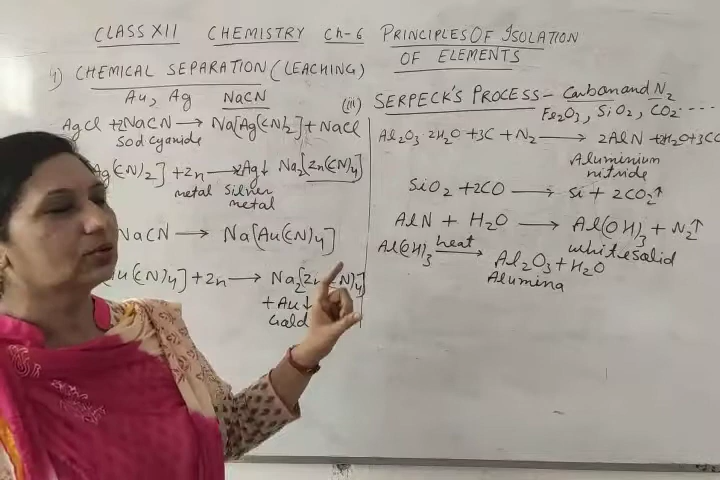 CLASS XII CHEMISTRY Ch-6 PRINCIPLES OF ISOLATION
OF ELEMENTS
1) CHEMICAL SEPARATION (LEACHING)
Au, Ag NaCN
AgCl + 2NaCN → Na[Ag(CN)2] + NaCl
Sod cyanide
Ag(CN)2] + Zn → Ag↓ Na2[Zn(CN)4]
metal Silver
metal
NaCN → Na[Au(CN)4]
Au(CN)4] + Zn → Na2[Zn(CN)4]
+ Au↓
Gold
(iii) SERPECK'S PROCESS - Carbon and N2
Fe2O3, SiO2, CO2 ----
Al2O3·2H2O + 3C + N2 → 2AlN + 2H2O + 3CO
Aluminium
nitride
SiO2 + 2CO → Si + 2CO2↑
AlN + H2O → Al(OH)3 + N2↑
white solid
Al(OH)3 heat→ Al2O3 + H2O
Alumina